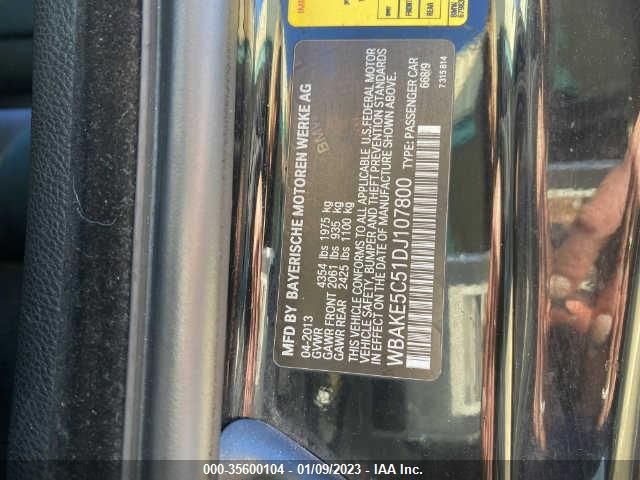 MFD BY BAYERISCHE MOTOREN WERKE AG
04-2013
GVWR 4354 lbs 1975 kg
GAWR FRONT 2061 lbs 935 kg
GAWR REAR 2425 lbs 1100 kg
THIS VEHICLE CONFORMS TO ALL APPLICABLE U.S. FEDERAL MOTOR
VEHICLE SAFETY, BUMPER AND THEFT PREVENTION STANDARDS
IN EFFECT ON THE DATE OF MANUFACTURE SHOWN ABOVE.
WBAKE5C51DJ107800 TYPE: PASSENGER CAR
668/9
7315814
FRONT
REAR
BMW
000-35600104 - 01/09/2023 - IAA Inc.